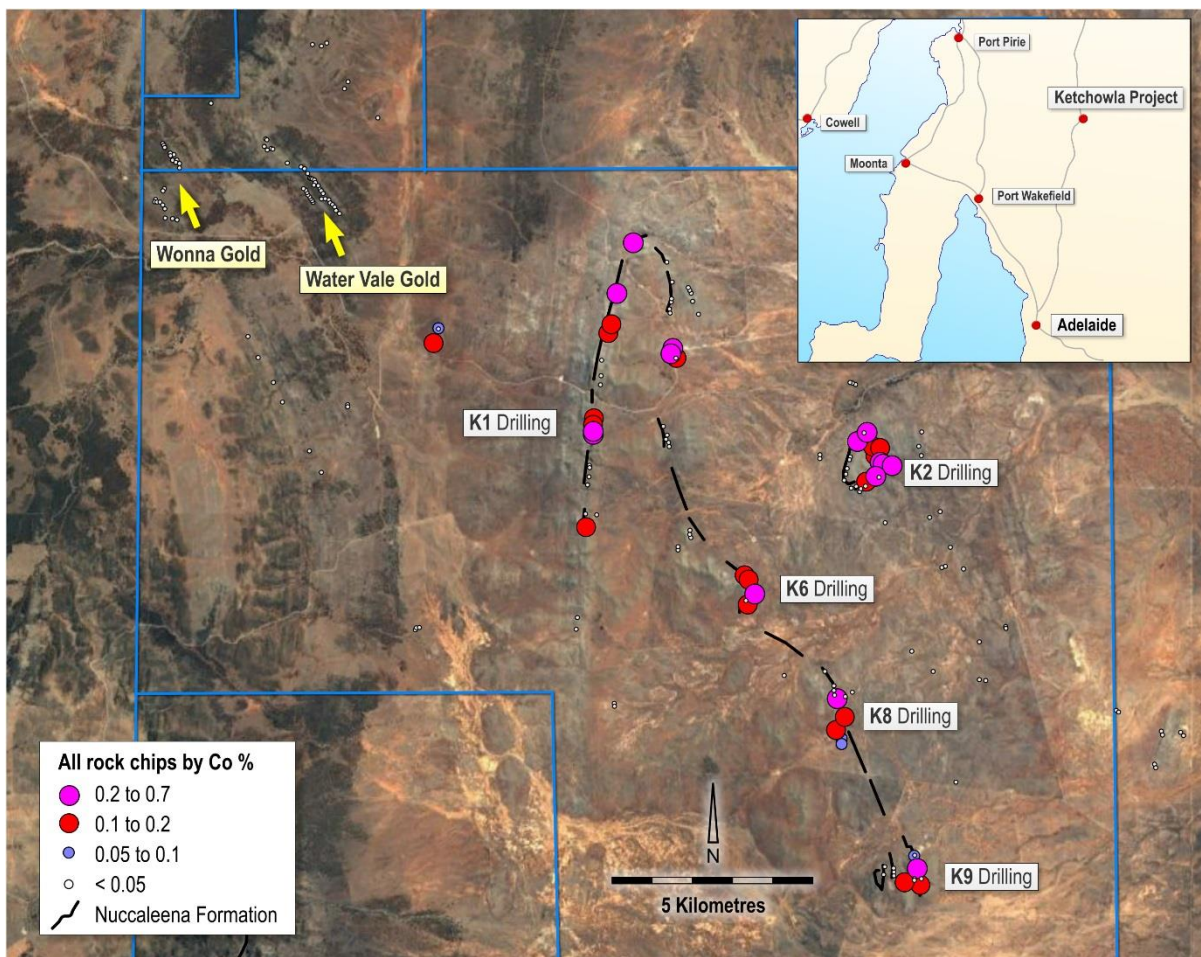 Port Pirie
Ketchowla Project
Cowell
Moonta
Port Wakefield
Adelaide
Wonna Gold
Water Vale Gold
K1 Drilling
K2 Drilling
K6 Drilling
K8 Drilling
K9 Drilling
N
5 Kilometres
All rock chips by Co %
0.2 to 0.7
0.1 to 0.2
0.05 to 0.1
< 0.05
Nuccaleena Formation